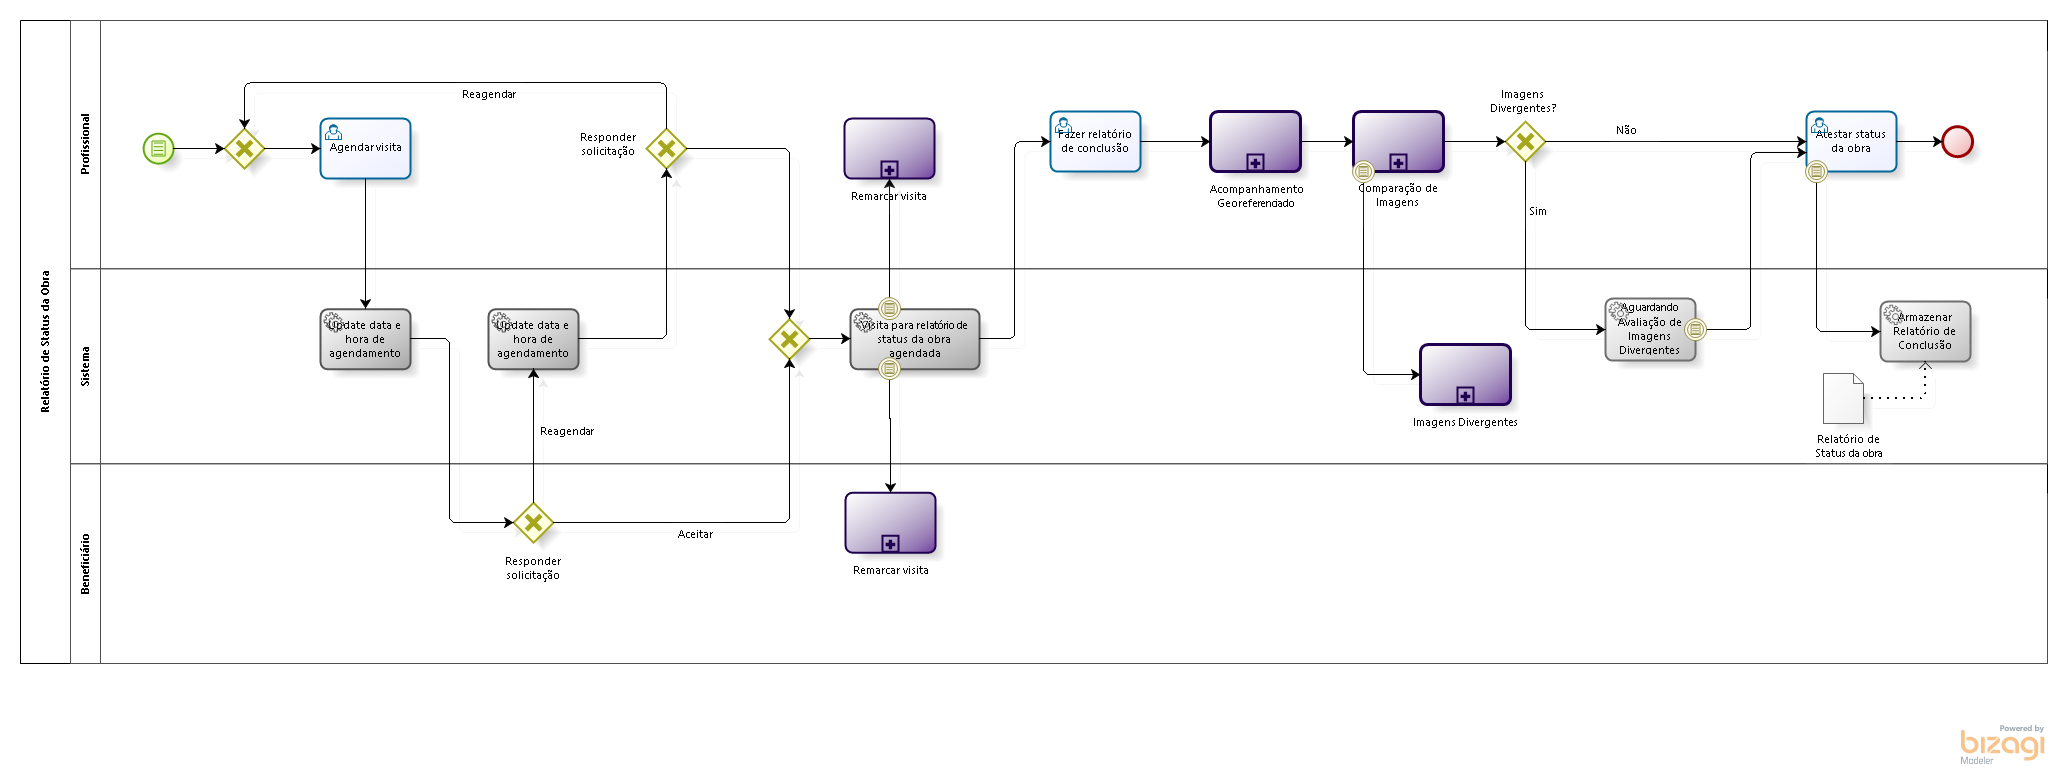 Relatório de Status da Obra
Profissional
Reagendar
Agendar visita
Responder
solicitação
Remarcar visita
Fazer relatório
de conclusão
Acompanhamento
Georeferenciado
Comparação de
Imagens
Imagens
Divergentes?
Não
Sim
Atestar status
da obra
Sistema
Update data e
hora de
agendamento
Update data e
hora de
agendamento
Visita para relatório de
status da obra
agendada
Aguardando
Avaliação de
Imagens
Divergentes
Armazenar
Relatório de
Conclusão
Imagens Divergentes
Reagendar
Relatório de
Status da obra
Beneficiário
Aceitar
Responder
solicitação
Remarcar visita
Powered by
bizagi
Modeler